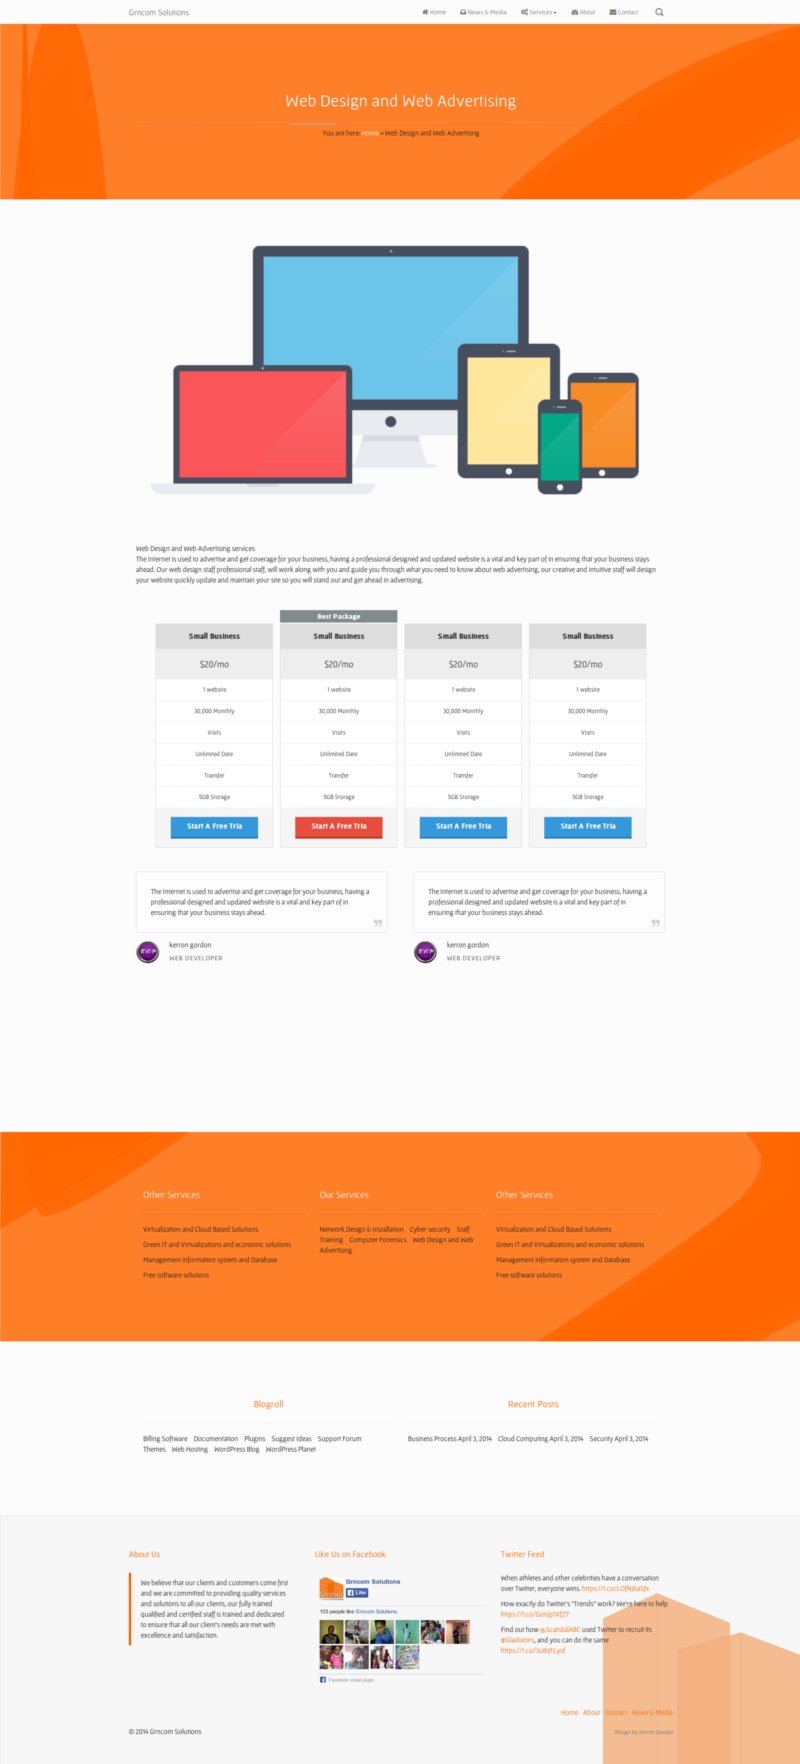 Grncom Solutions
Home News & Media Services About Contact
Web Design and Web Advertising
You are here: Home » Web Design and Web Advertising
Web Design and Web Advertising services
The Internet is used to advertise and get coverage for your business, having a professional designed and updated website is a vital and key part of in ensuring that your business stays
ahead. Our web design staff professional staff, will work along with you and guide you through what you need to know about web advertising, our creative and intuitive staff will design
your website quickly update and maintain your site so you will stand out and get ahead in advertising.
Small Business
$20/mo
1 website
30,000 Monthly
Visits
Unlimited Date
Transfer
5GB Storage
Start A Free Tria
Best Package
Small Business
$20/mo
1 website
30,000 Monthly
Visits
Unlimited Date
Transfer
5GB Storage
Start A Free Tria
Small Business
$20/mo
1 website
30,000 Monthly
Visits
Unlimited Date
Transfer
5GB Storage
Start A Free Tria
Small Business
$20/mo
1 website
30,000 Monthly
Visits
Unlimited Date
Transfer
5GB Storage
Start A Free Tria
The Internet is used to advertise and get coverage for your business, having a
professional designed and updated website is a vital and key part of in
ensuring that your business stays ahead.
kerron gordon
WEB DEVELOPER
The Internet is used to advertise and get coverage for your business, having a
professional designed and updated website is a vital and key part of in
ensuring that your business stays ahead.
kerron gordon
WEB DEVELOPER
Other Services
Virtualization and Cloud Based Solutions
Green IT and Virtualizations and economic solutions
Management information system and Database
Free software solutions
Our Services
Network Design & Installation Cyber security Staff
Training Computer Forensics Web Design and Web
Advertising
Other Services
Virtualization and Cloud Based Solutions
Green IT and Virtualizations and economic solutions
Management information system and Database
Free software solutions
Blogroll
Billing Software Documentation Plugins Suggest Ideas Support Forum
Themes Web Hosting WordPress Blog WordPress Planet
Recent Posts
Business Process April 3, 2014 Cloud Computing April 3, 2014 Security April 3, 2014
About Us
We believe that our clients and customers come first
and we are committed to providing quality services
and solutions to all our clients, our fully trained
qualified and certified staff is trained and dedicated
to ensure that all our client's needs are met with
excellence and satisfaction.
Like Us on Facebook
Grncom Solutions
Like
103 people like Grncom Solutions.
Facebook social plugin
Twitter Feed
When athletes and other celebrities have a conversation
over Twitter, everyone wins.
How exactly do Twitter's "Trends" work? We're here to help
Find out how @ScandalABC used Twitter to recruit its
#Gladiators, and you can do the same
Home About Contact News & Media
© 2014 Grncom Solutions
Design by Kerron Gordon